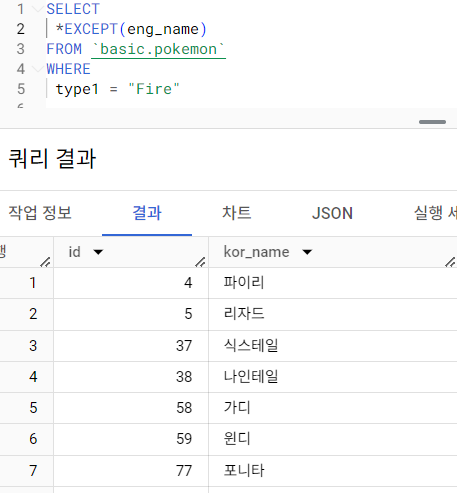 1 SELECT
2 *EXCEPT(eng_name)
3 FROM `basic.pokemon`
4 WHERE
5 type1 = "Fire"
쿼리 결과
작업 정보 결과 차트 JSON 실행 세
행 id kor_name
1 4 파이리
2 5 리자드
3 37 식스테일
4 38 나인테일
5 58 가디
6 59 윈디
7 77 포니타